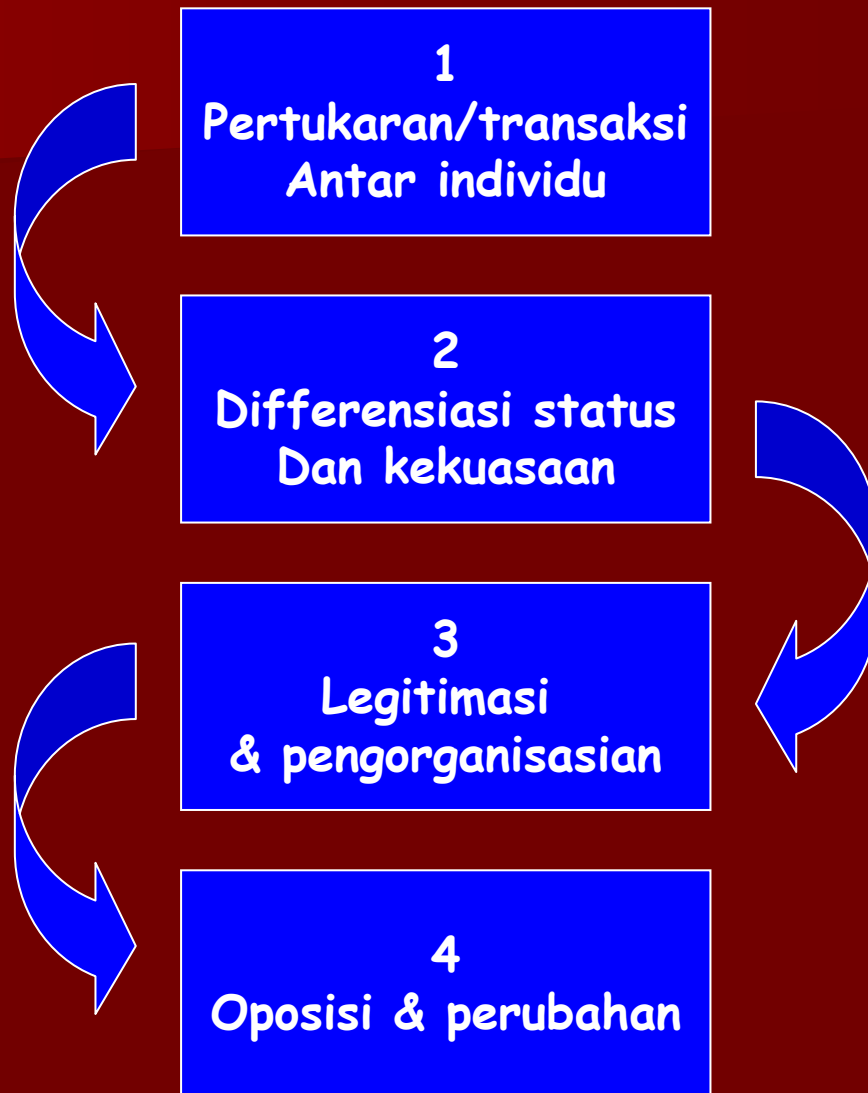 1
Pertukaran/transaksi
Antar individu
2
Differensiasi status
Dan kekuasaan
3
Legitimasi
& pengorganisasian
4
Oposisi & perubahan